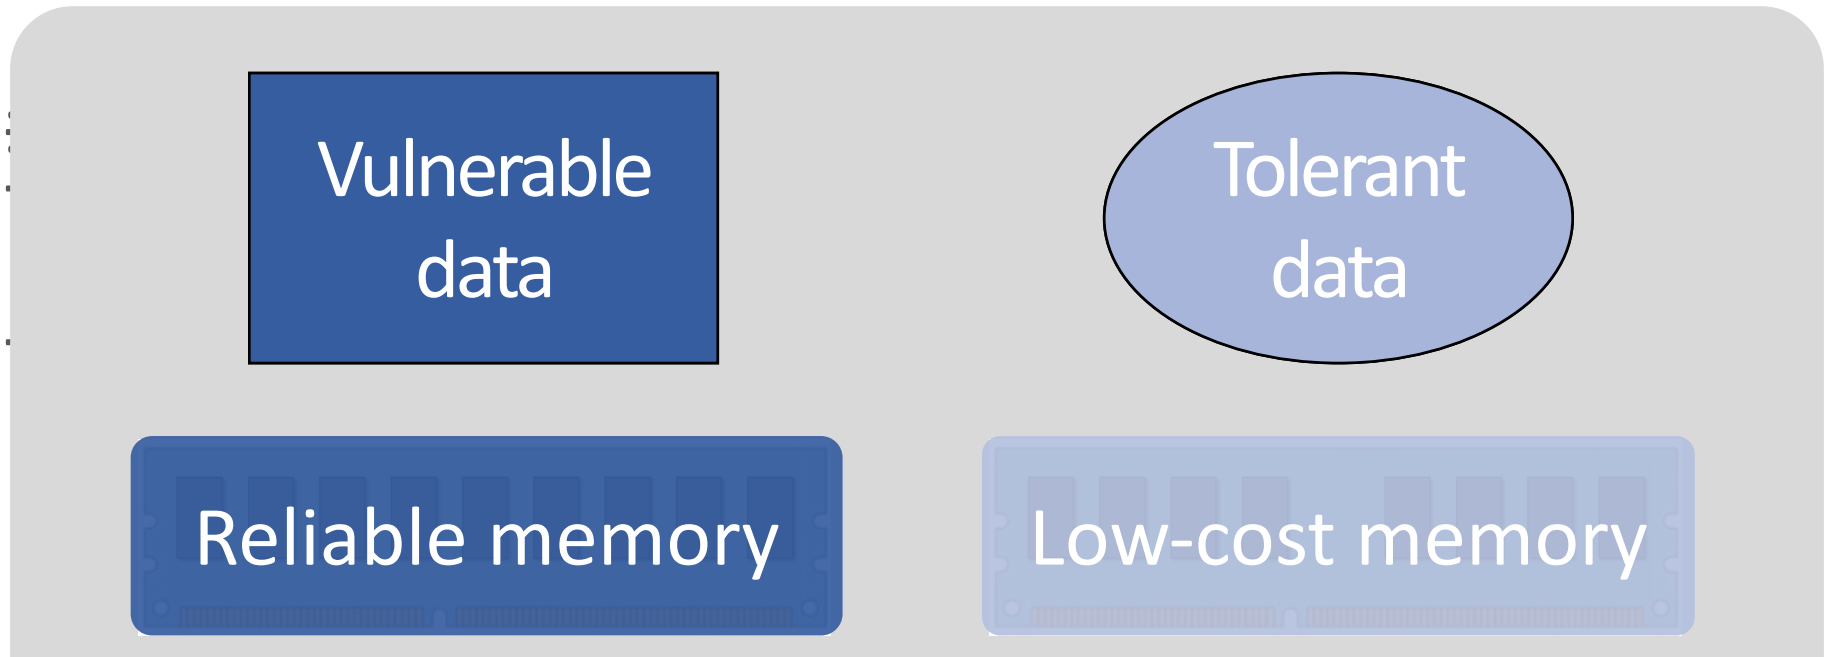 Vulnerable
data
Tolerant
data
Reliable memory
Low-cost memory